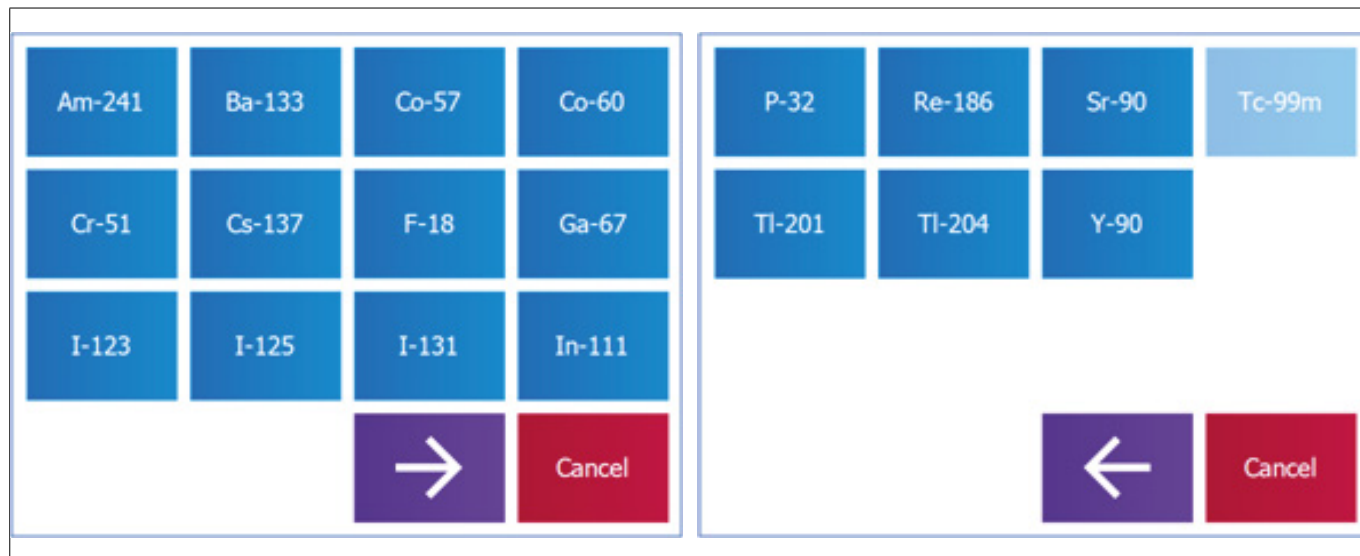 Am-241 Ba-133 Co-57 Co-60
Cr-51 Cs-137 F-18 Ga-67
I-123 I-125 I-131 In-111
Cancel
P-32 Re-186 Sr-90 Tc-99m
Tl-201 Tl-204 Y-90
Cancel